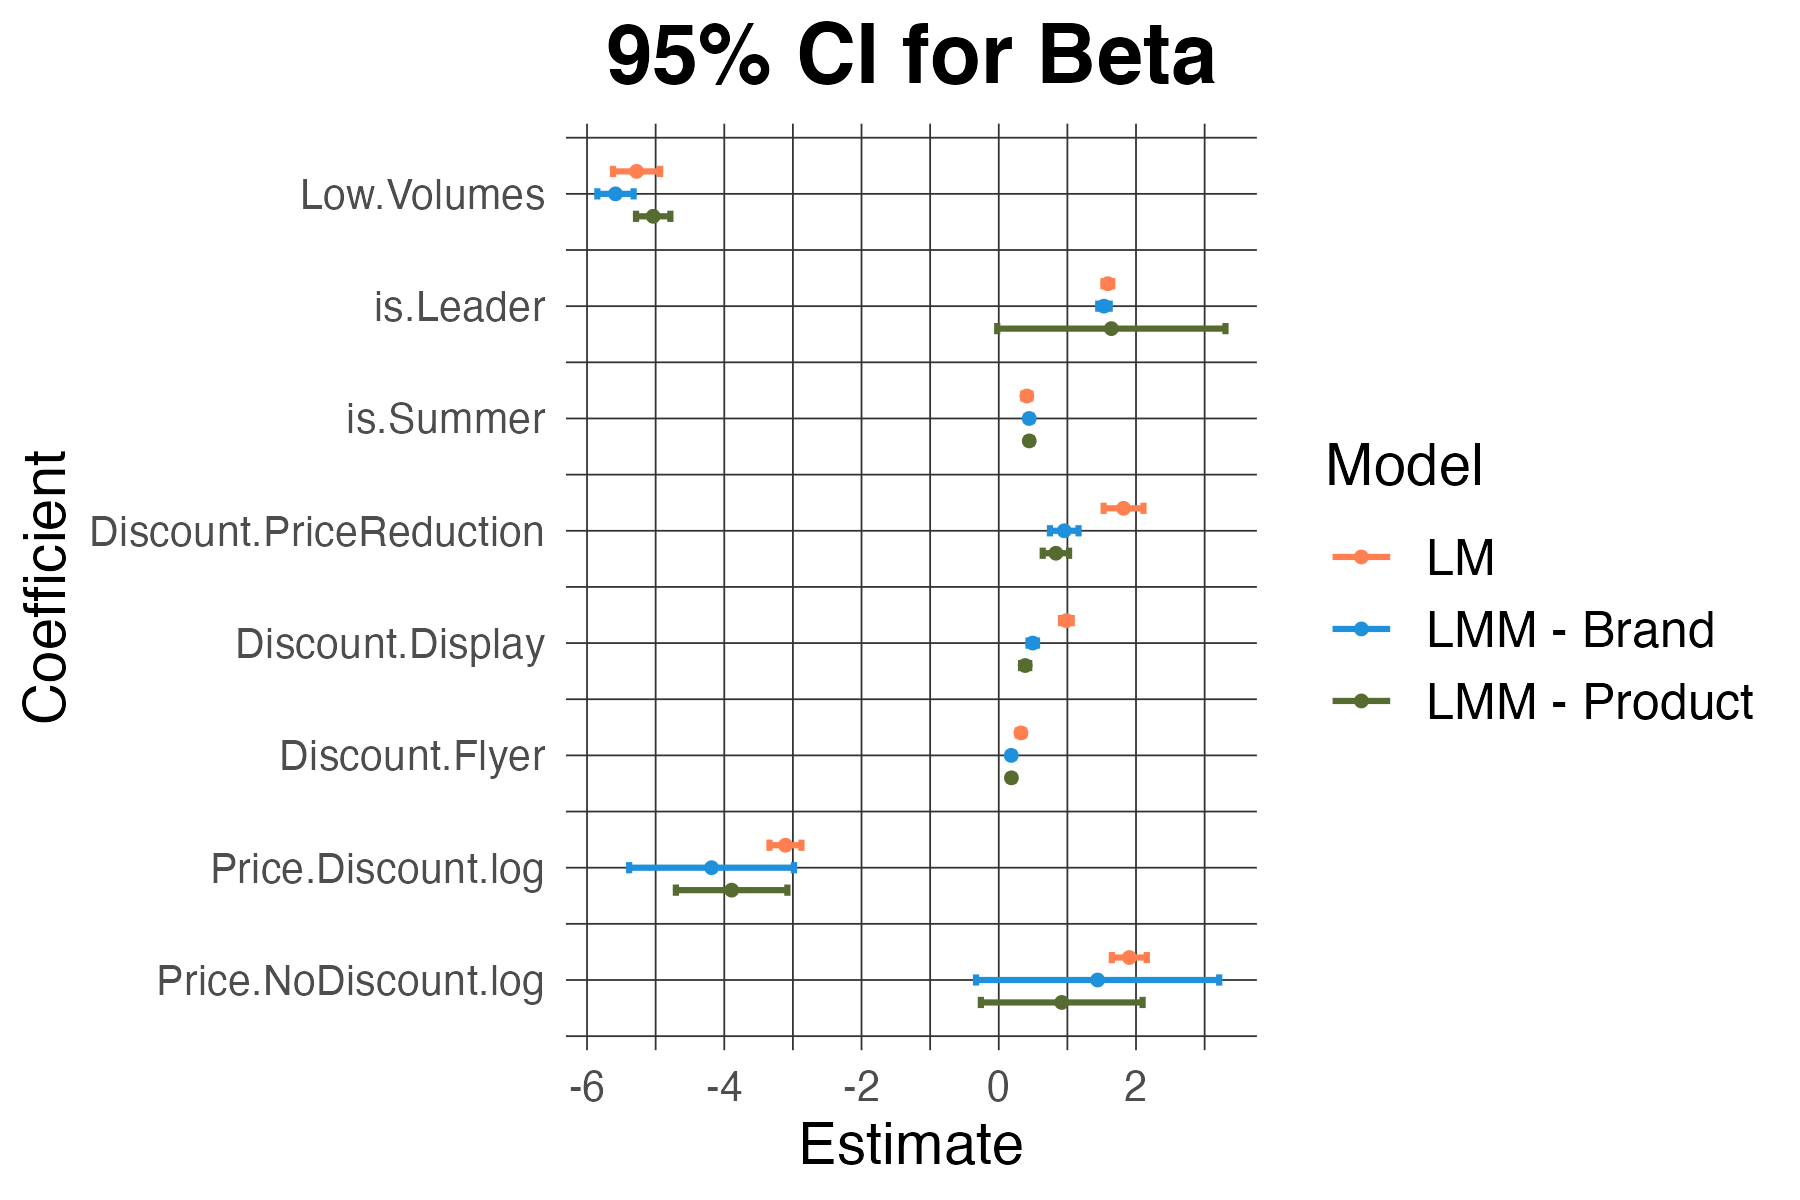 95% CI for Beta
Low.Volumes
is.Leader
is.Summer
Discount.PriceReduction
Discount.Display
Discount.Flyer
Price.Discount.log
Price.NoDiscount.log
Coefficient
-6 -4 -2 0 2
Estimate
Model
LM
LMM - Brand
LMM - Product